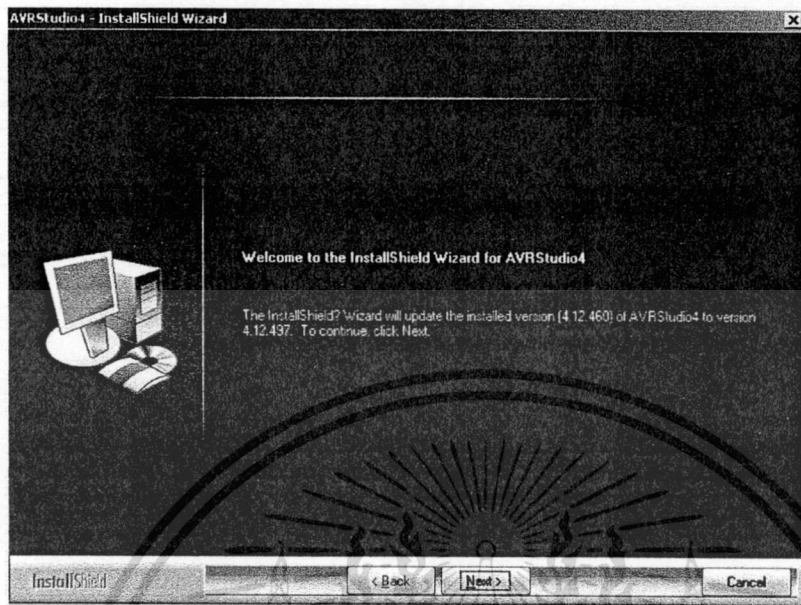 AVRStudio4 - InstallShield Wizard
Welcome to the InstallShield Wizard for AVRStudio4
The InstallShield? Wizard will update the installed version (4.12.460) of AVRStudio4 to version
4.12.497. To continue, click Next.
InstallShield
< Back
Next >
Cancel